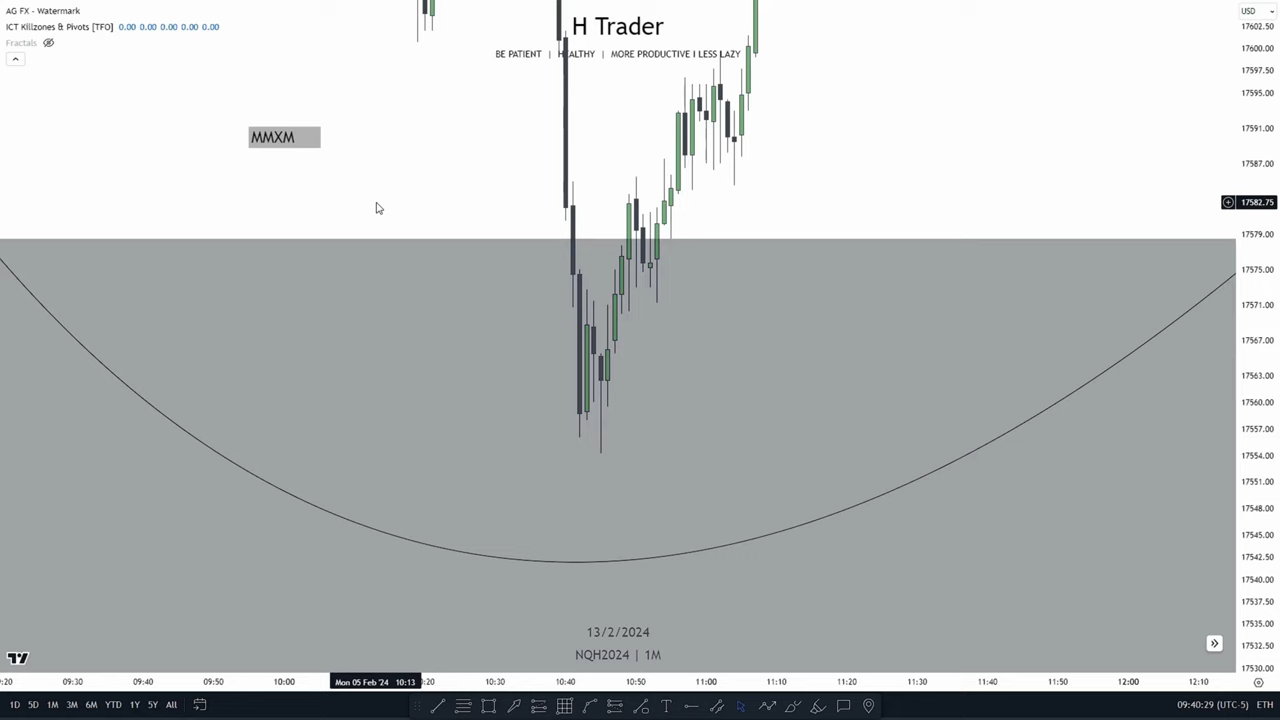 AG FX - Watermark
ICT Killzones & Pivots [TFO] 0.00 0.00 0.00 0.00 0.00
Fractals
H Trader
BE PATIENT | HEALTHY | MORE PRODUCTIVE I LESS LAZY
MMXM
USD
17602.50
17600.00
17597.50
17595.00
17591.00
17587.00
17582.75
17579.00
17575.00
17571.00
17567.00
17563.00
17560.00
17557.00
17554.00
17551.00
17548.00
17545.00
17542.50
17540.00
17537.50
17535.00
17532.50
17530.00
13/2/2024
NQH2024 | 1M
:20 09:30 09:40 09:50 10:00 Mon 05 Feb '24 10:13 0:20 10:30 10:40 10:50 11:00 11:10 11:20 11:30 11:40 11:50 12:00 12:10
1D 5D 1M 3M 6M YTD 1Y 5Y All 09:40:29 (UTC-5) ETH